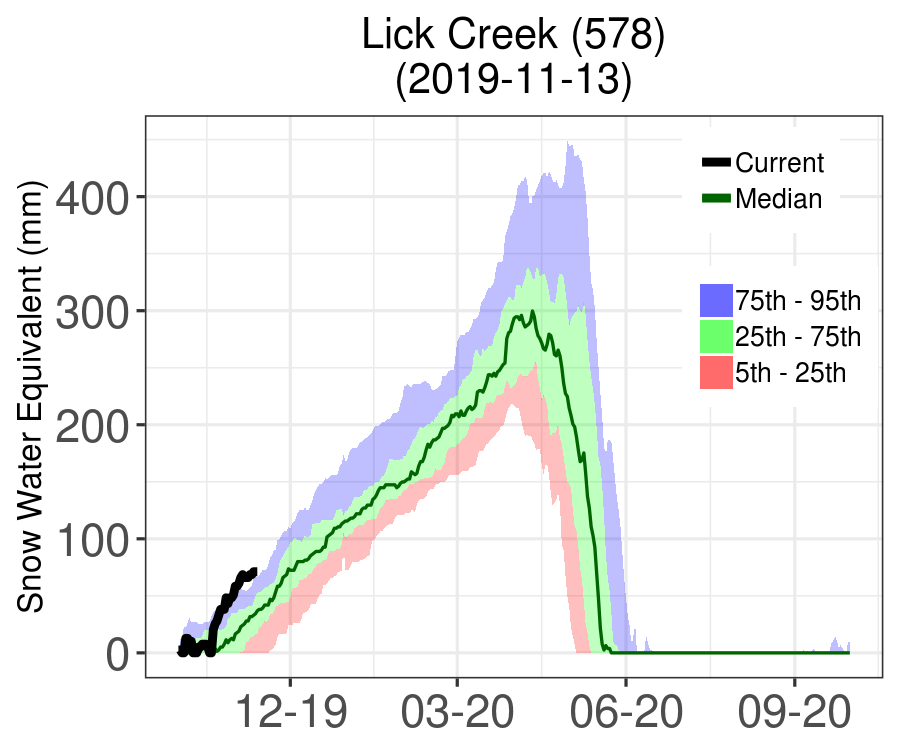 Lick Creek (578)
(2019-11-13)
Snow Water Equivalent (mm)
400
300
200
100
0
12-19
03-20
06-20
09-20
Current
Median
75th - 95th
25th - 75th
5th - 25th